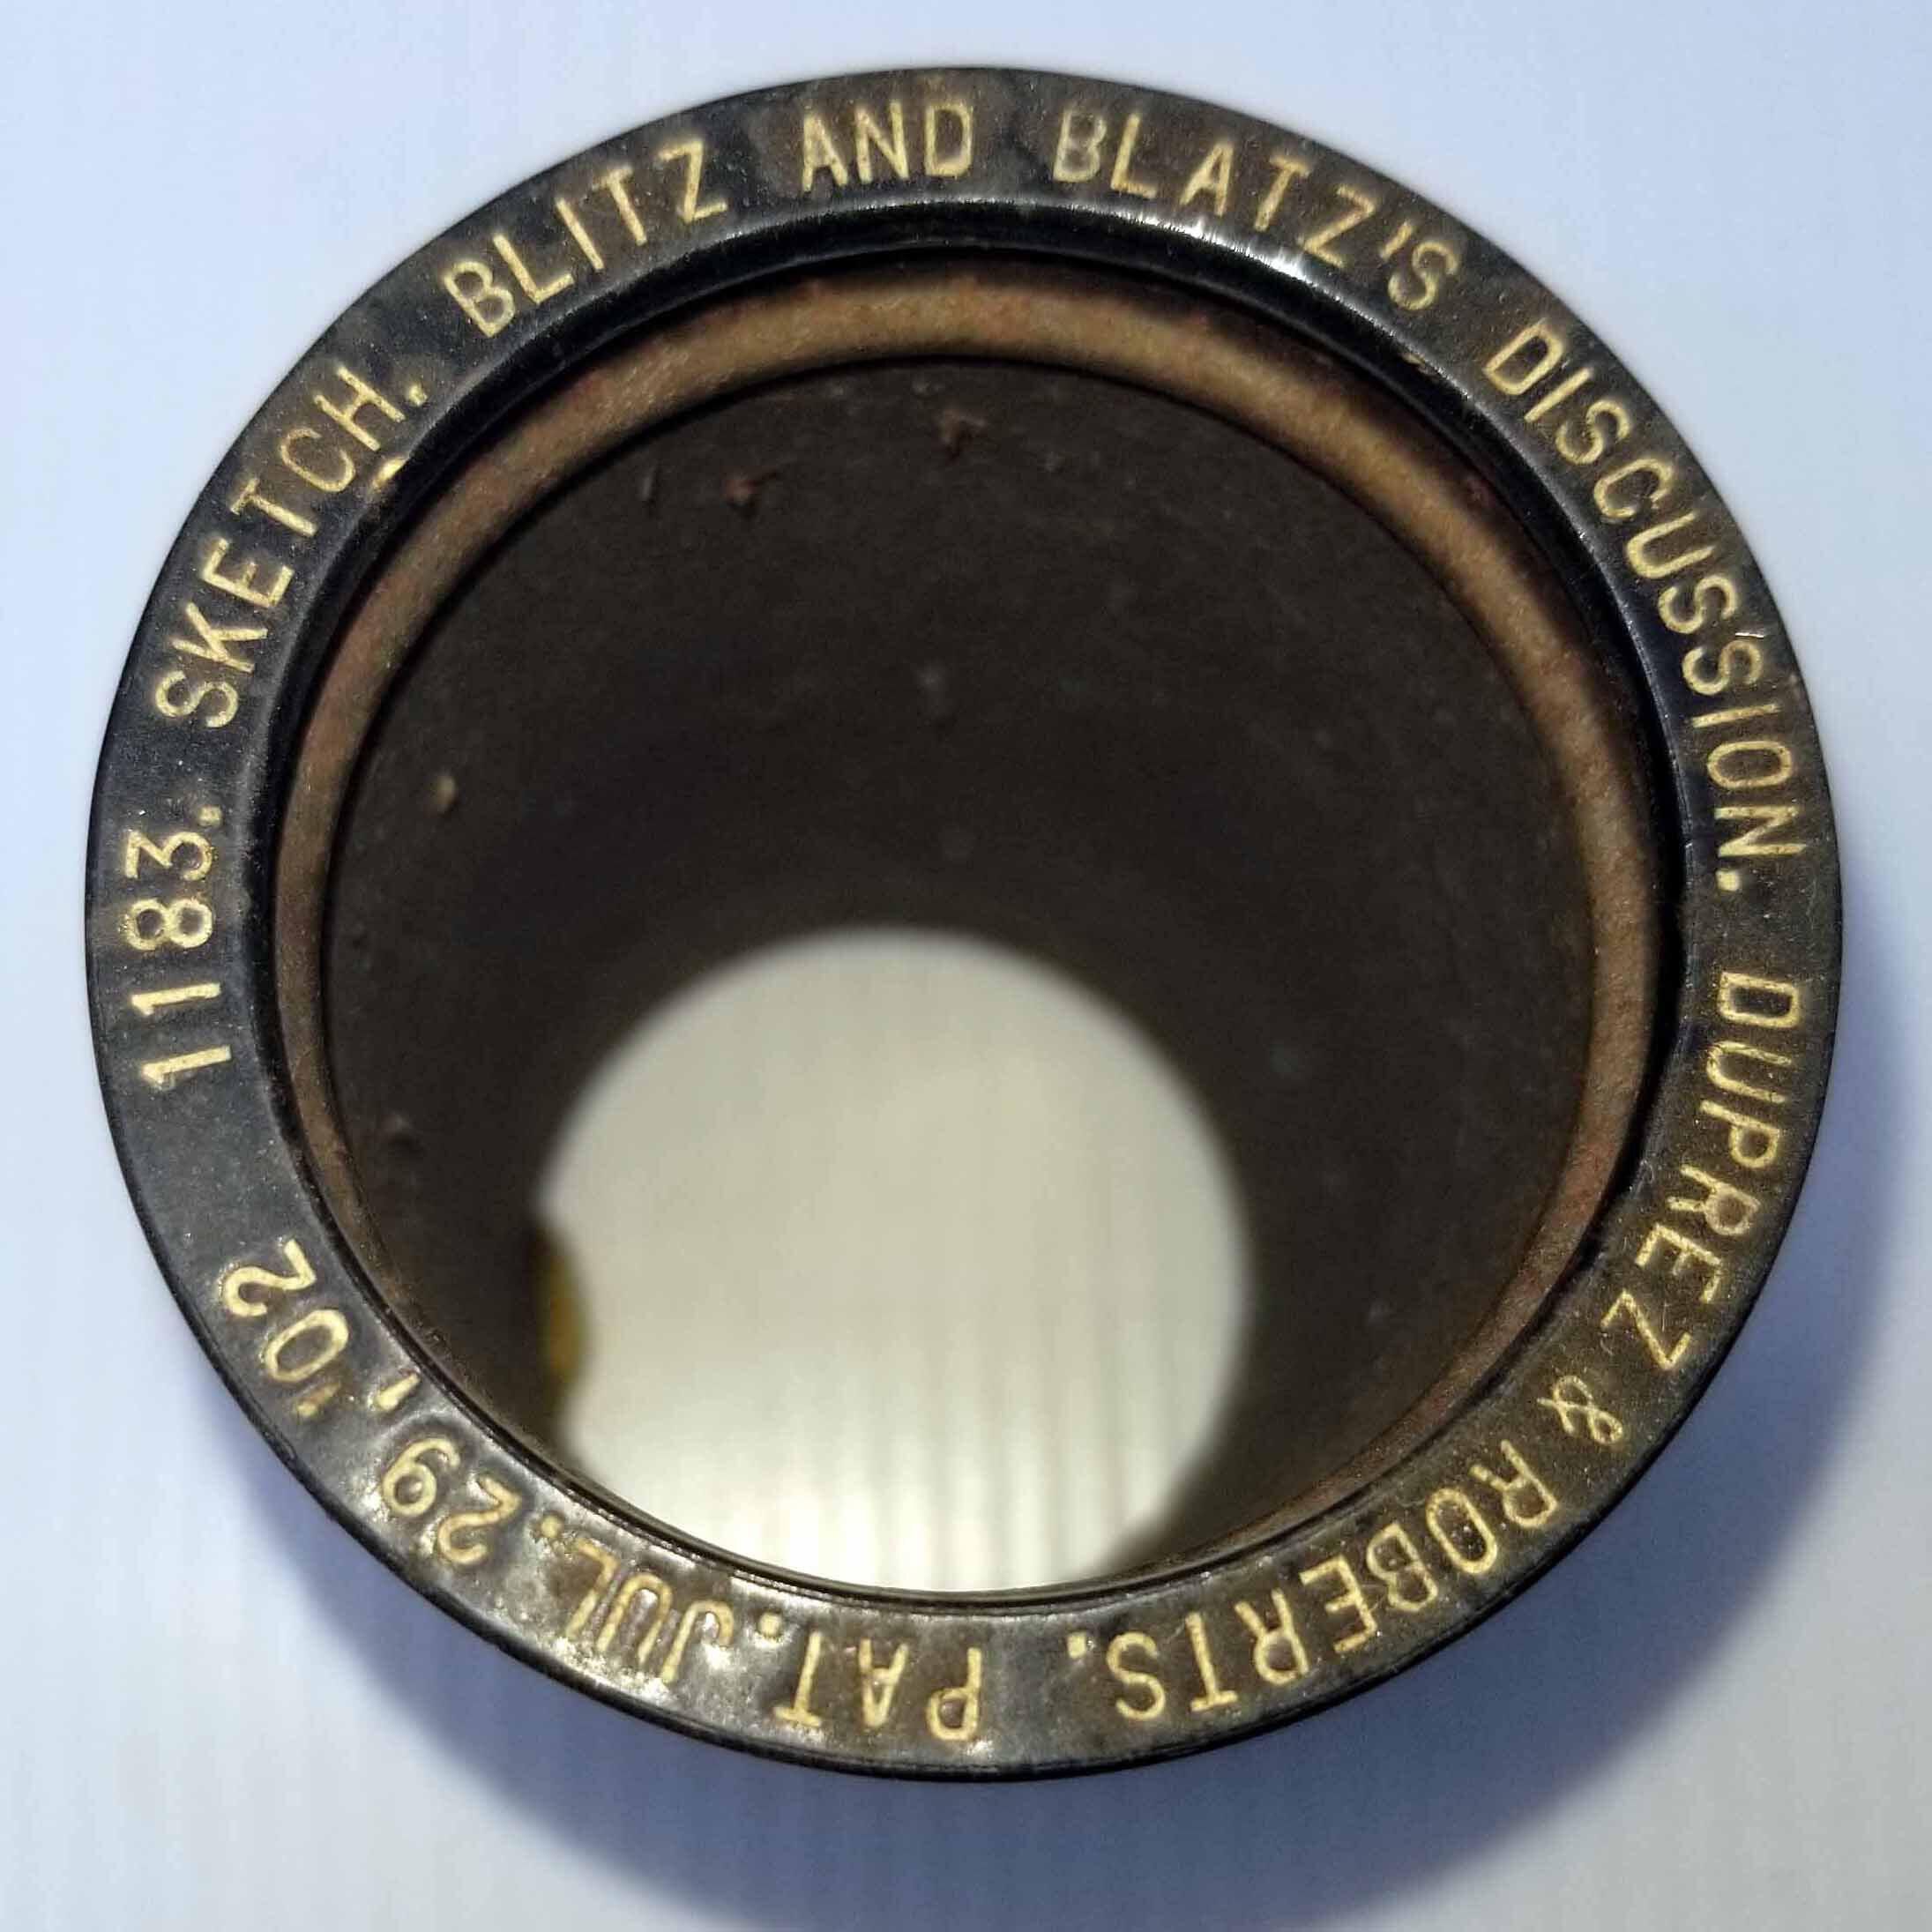 1183. SKETCH. BLITZ AND BLATZ'S DISCUSSION. DUPREZ & ROBERTS. PAT. JUL. 29, '02